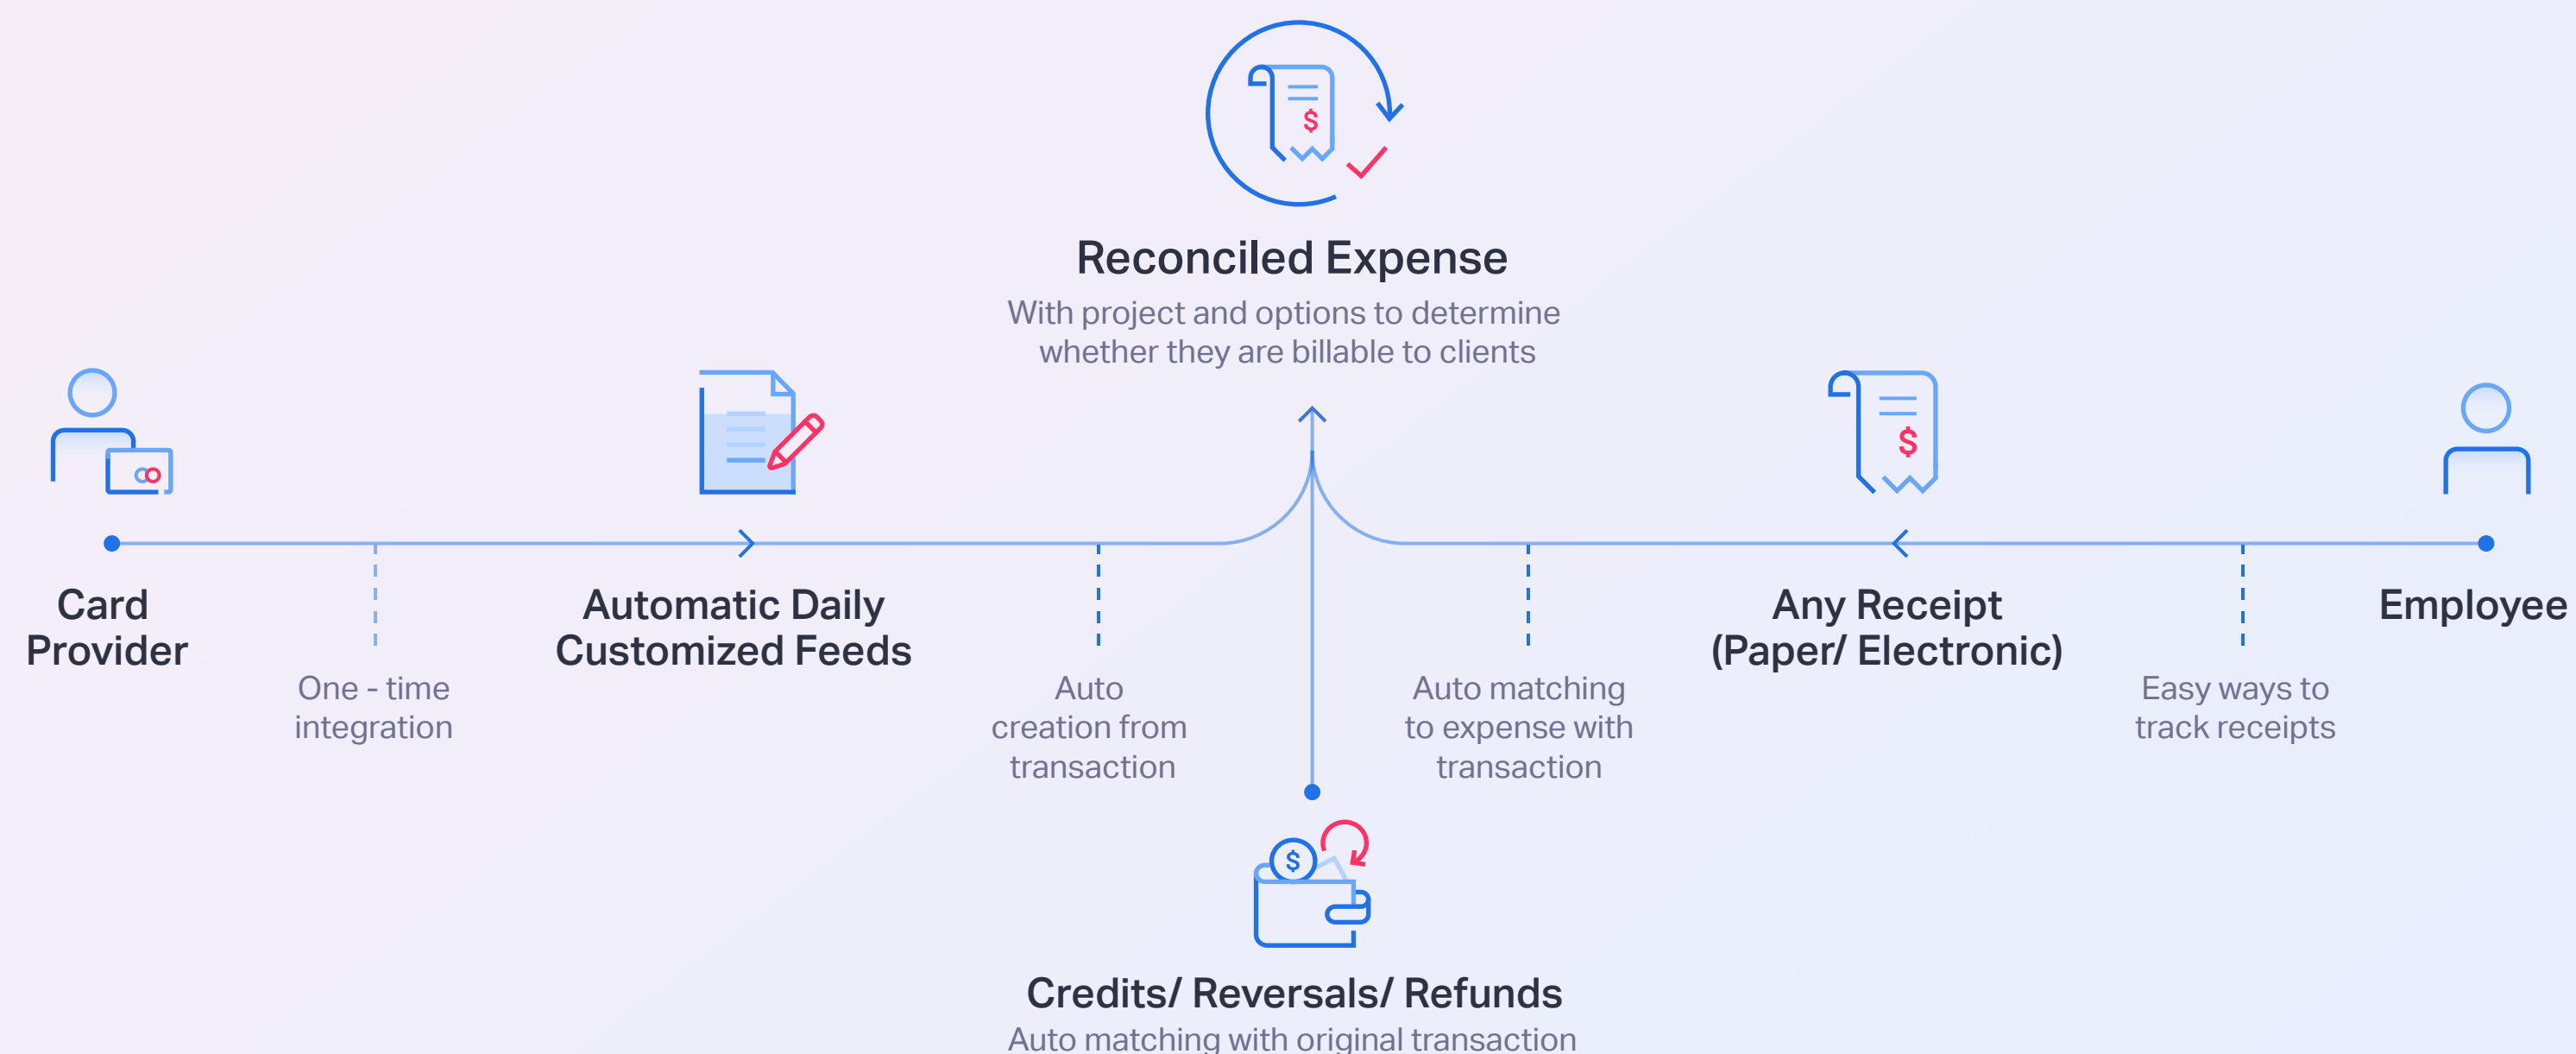 $
Reconciled Expense
With project and options to determine
whether they are billable to clients
$
Card
Provider
One - time
integration
Automatic Daily
Customized Feeds
Auto
creation from
transaction
Auto matching
to expense with
transaction
Any Receipt
(Paper/ Electronic)
Easy ways to
track receipts
Employee
$
Credits/ Reversals/ Refunds
Auto matching with original transaction